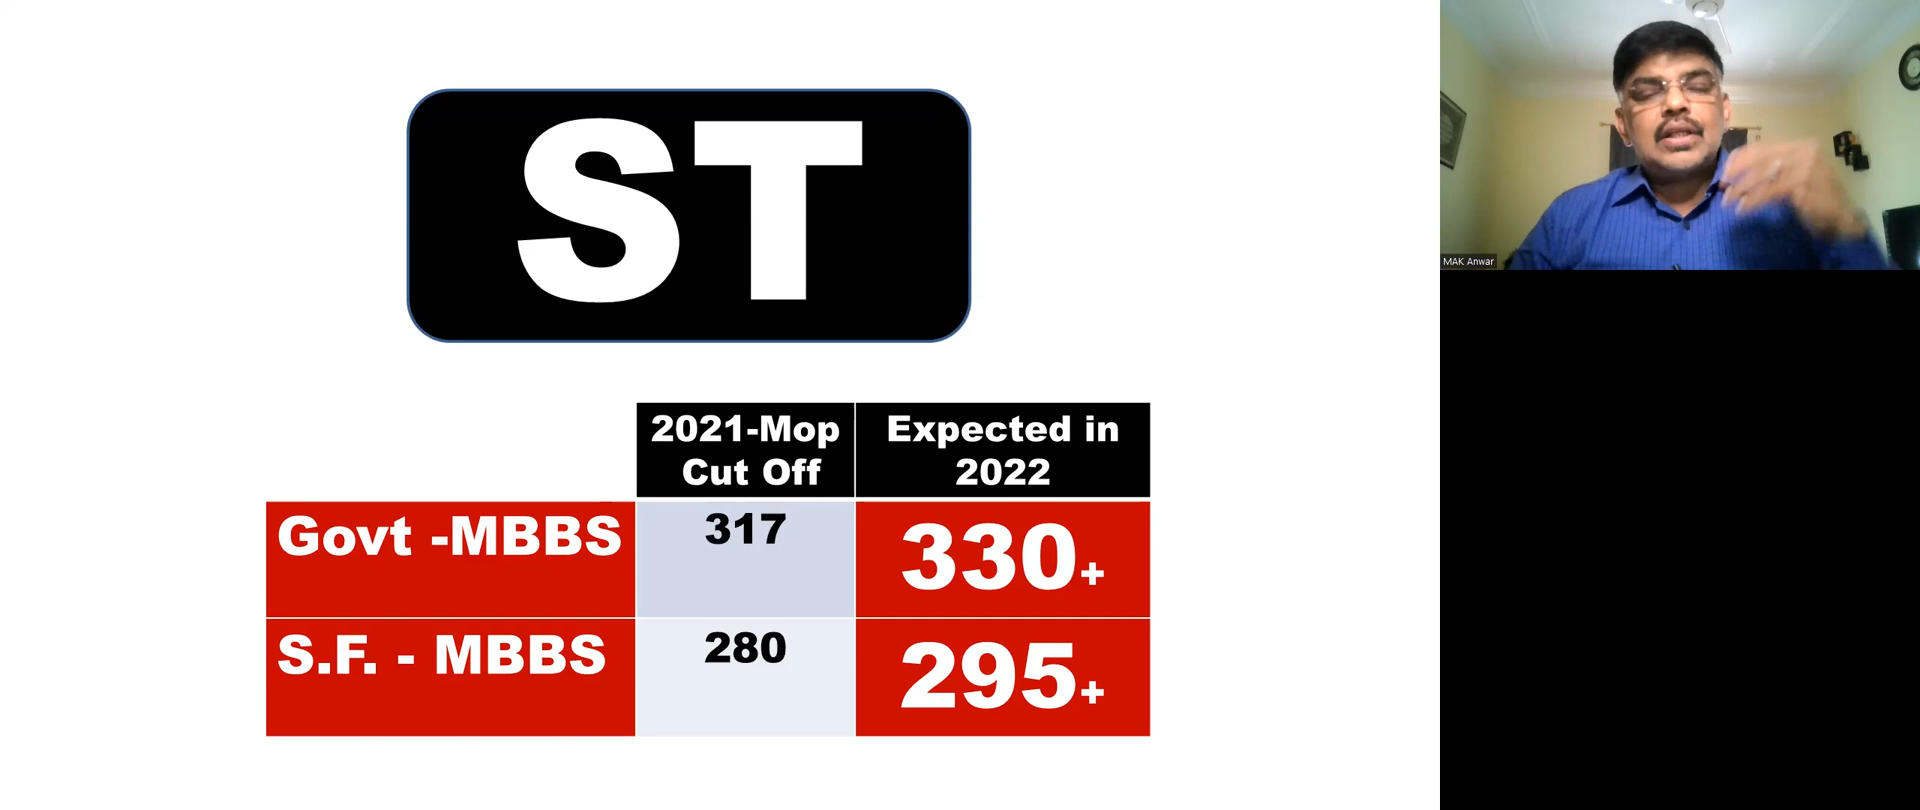 ST
2021-Mop
Cut Off
Expected in
2022
Govt -MBBS
317
330+
S.F. - MBBS
280
295+
MAK Anwar